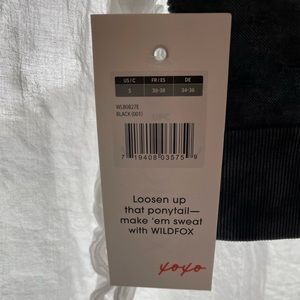 US / C FR / ES DE
S 36-38 34-36
WLB0827E
BLACK (001)
7 19408 03575 9
Loosen up
that ponytail—
make 'em sweat
with WILDFOX
xoxo